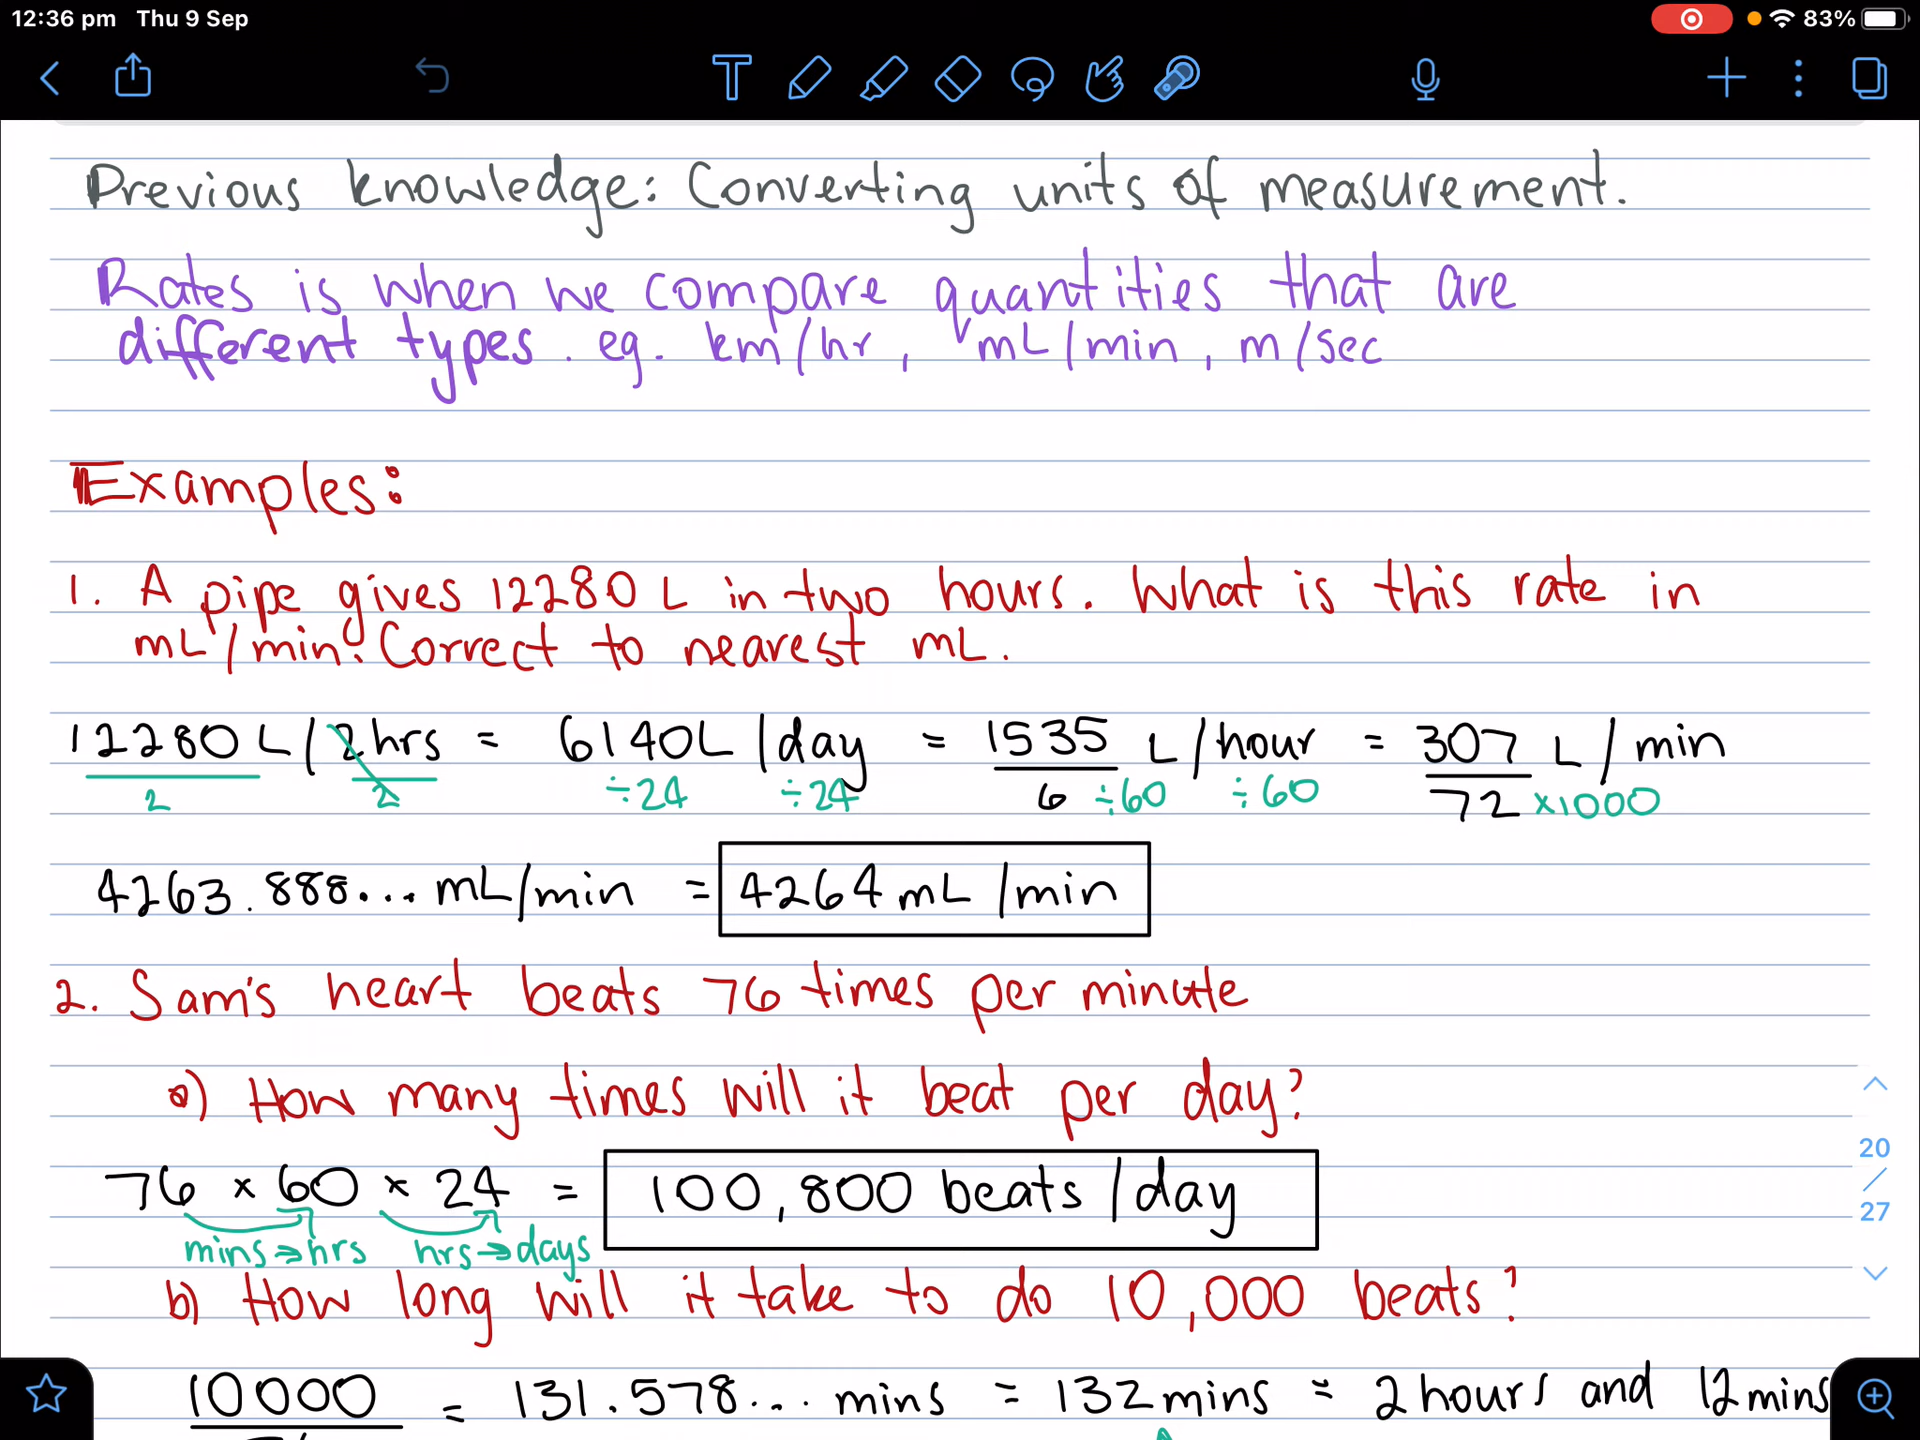 12:36 pm Thu 9 Sep
83%
Previous knowledge: Converting units of measurement.
Rates is when we compare quantities that are
different types. eg. km/hr, mL/min, m/sec
Examples:
1. A pipe gives 12280 L in two hours. What is this rate in
mL/min? Correct to nearest mL.
12280 L/2hrs = 6140L/day = 1535 L/hour = 307 L/min
2 2 ÷24 ÷24 6 ÷60 ÷60 72 ×1000
4263.888... mL/min = 4264 mL/min
2. Sam's heart beats 76 times per minute
a) How many times will it beat per day?
76 × 60 × 24 = 100,800 beats/day
mins→hrs hrs→days
b) How long will it take to do 10,000 beats?
10000 = 131.578... mins = 132 mins = 2 hours and 12 mins
20
/
27